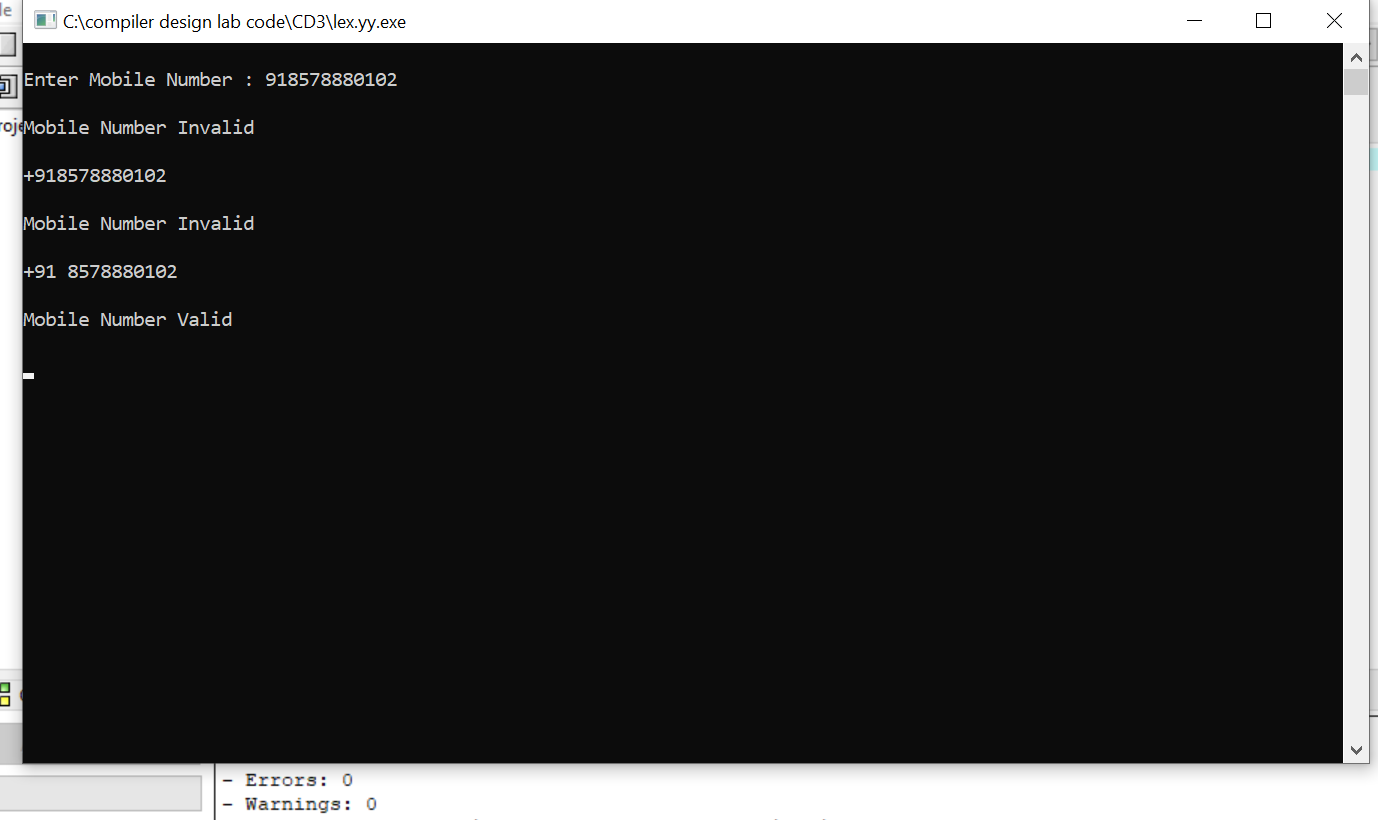 C:\compiler design lab code\CD3\lex.yy.exe
Enter Mobile Number : 918578880102
Mobile Number Invalid
+918578880102
Mobile Number Invalid
+91 8578880102
Mobile Number Valid
- Errors: 0
- Warnings: 0